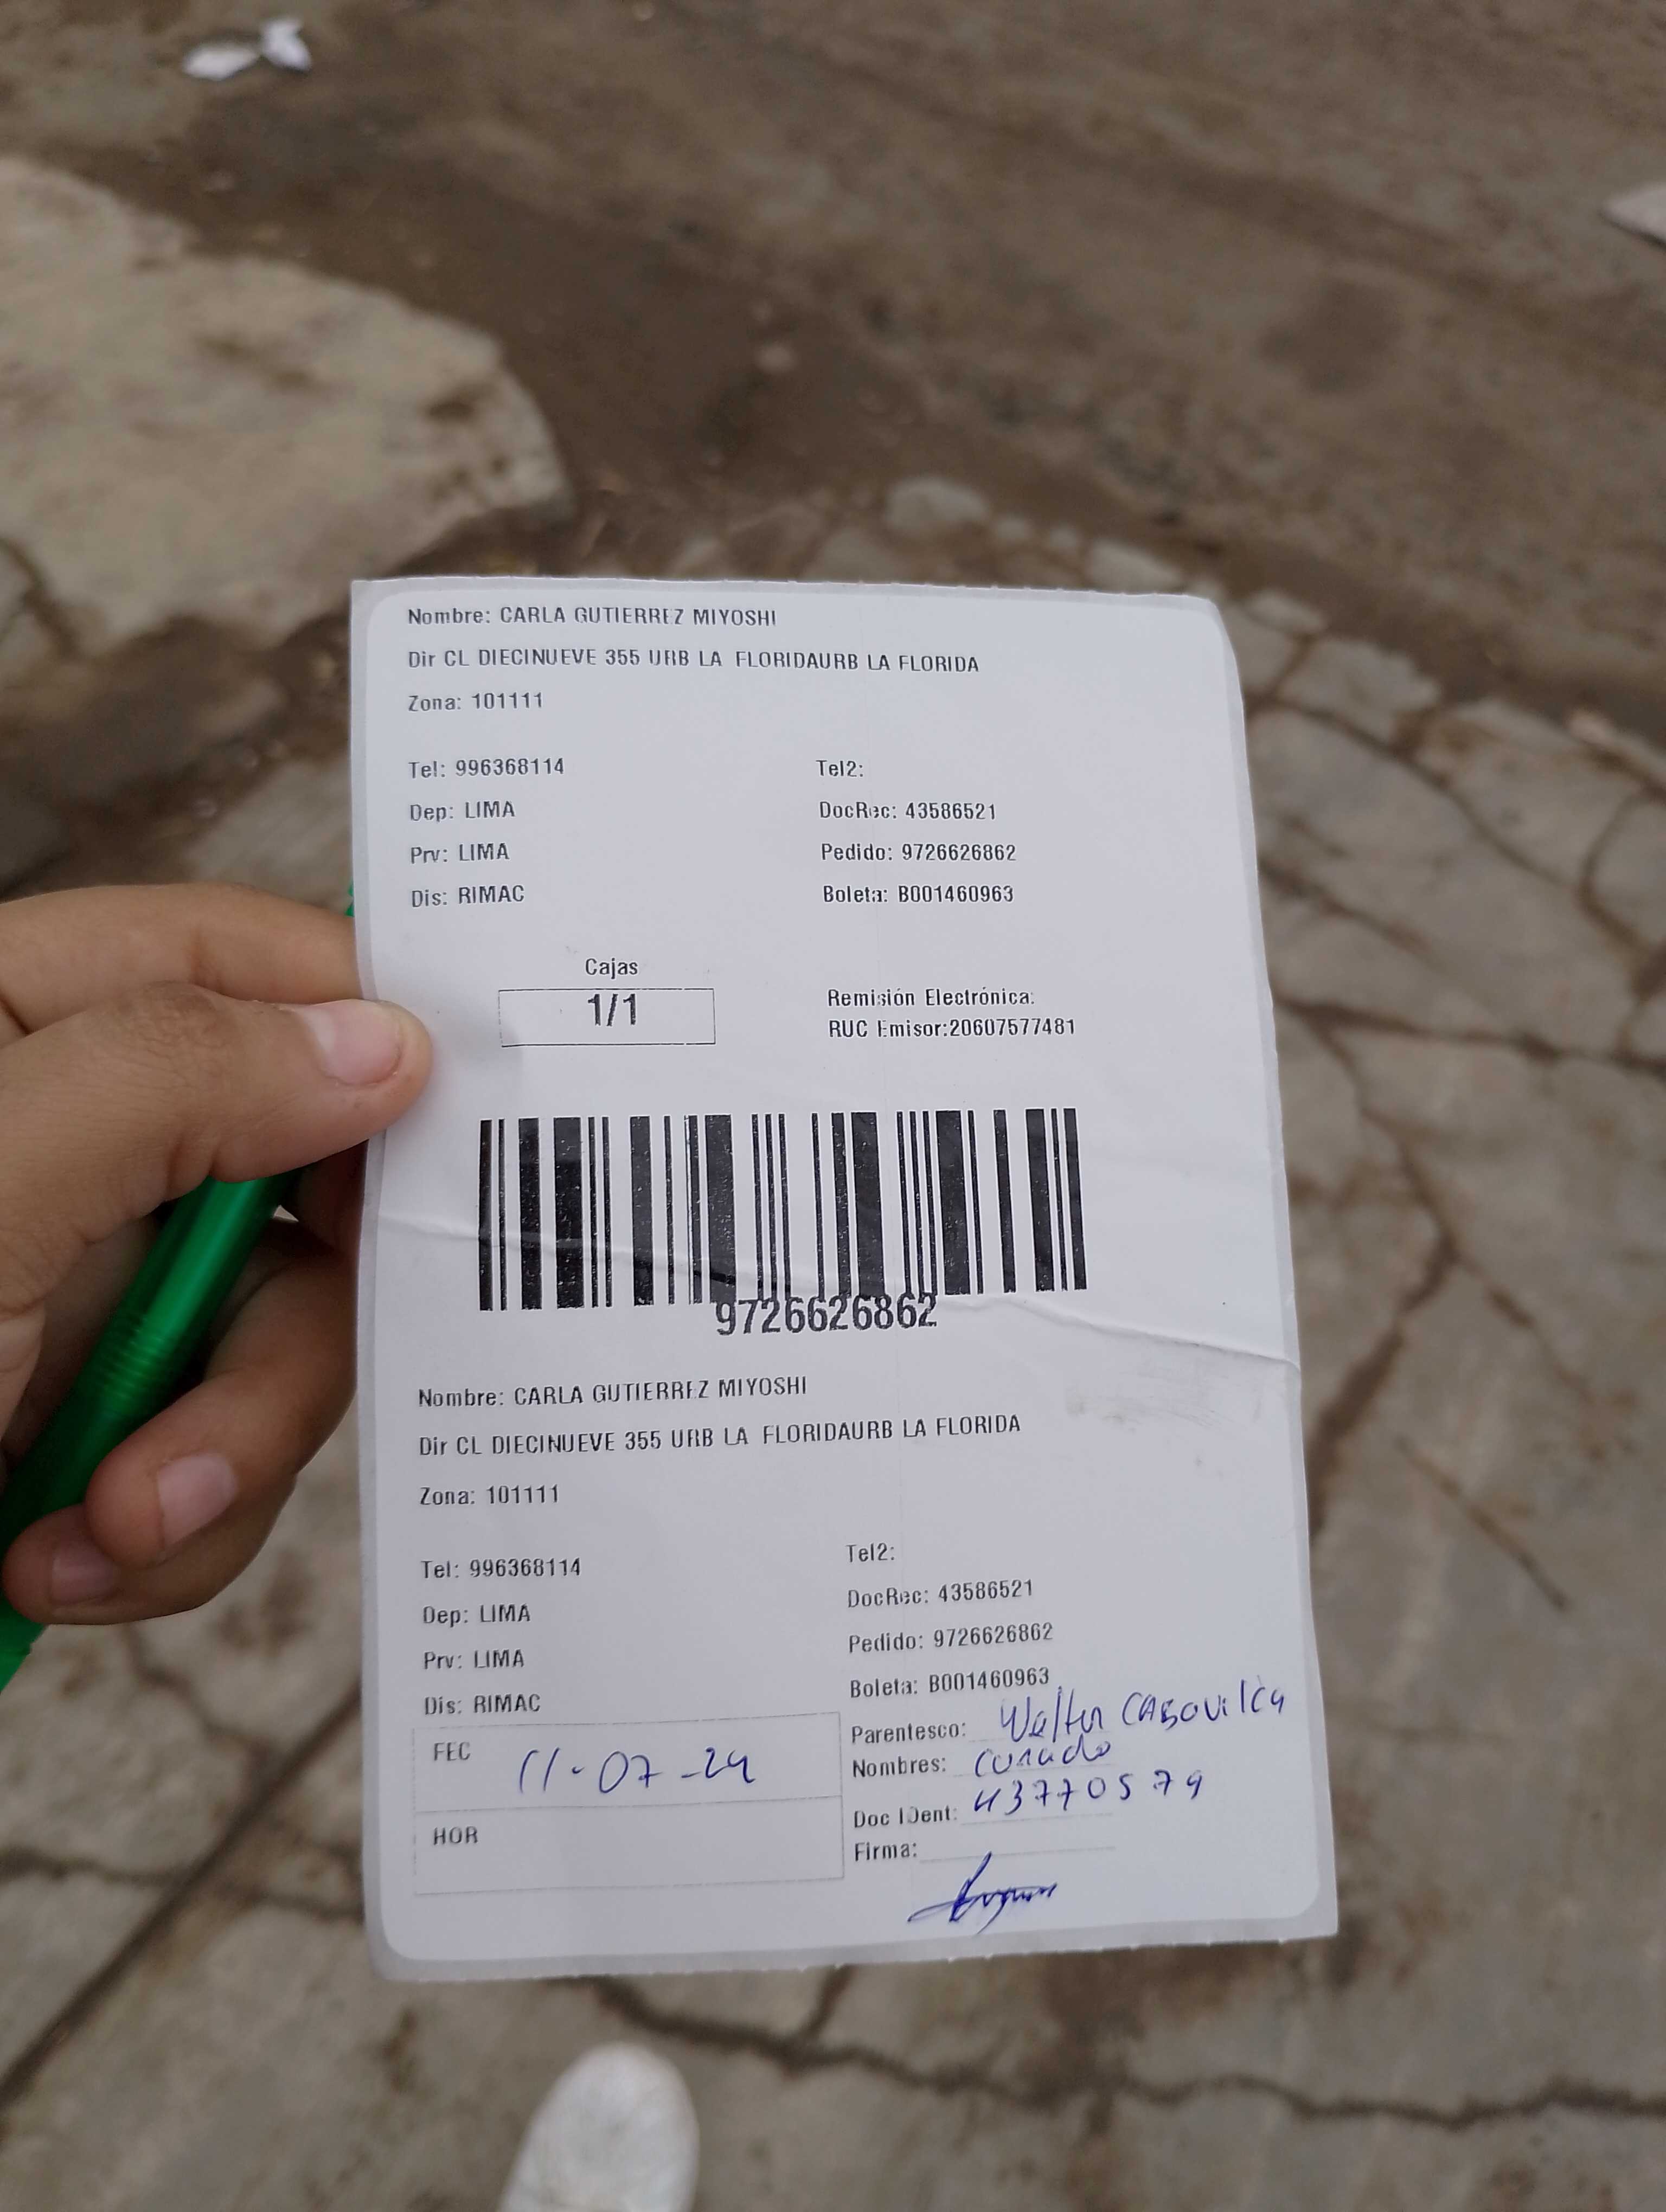 Nombre: CARLA GUTIERREZ MIYOSHI
Dir CL DIECINUEVE 355 URB LA FLORIDAURB LA FLORIDA
Zona: 101111
Tel: 996368114 Tel2:
Dep: LIMA DocRec: 43586521
Prv: LIMA Pedido: 9726626862
Dis: RIMAC Boleta: B001460963
Cajas
1/1
Remisión Electrónica:
RUC Emisor:20607577481
9726626862
Nombre: CARLA GUTIERREZ MIYOSHI
Dir CL DIECINUEVE 355 URB LA FLORIDAURB LA FLORIDA
Zona: 101111
Tel: 996368114 Tel2:
Dep: LIMA DocRec: 43586521
Prv: LIMA Pedido: 9726626862
Dis: RIMAC Boleta: B001460963
FEC 11-07-24
HOR
Parentesco: Walter CASAVilca
Nombres: cuñado
Doc IDent: 43770579
Firma: